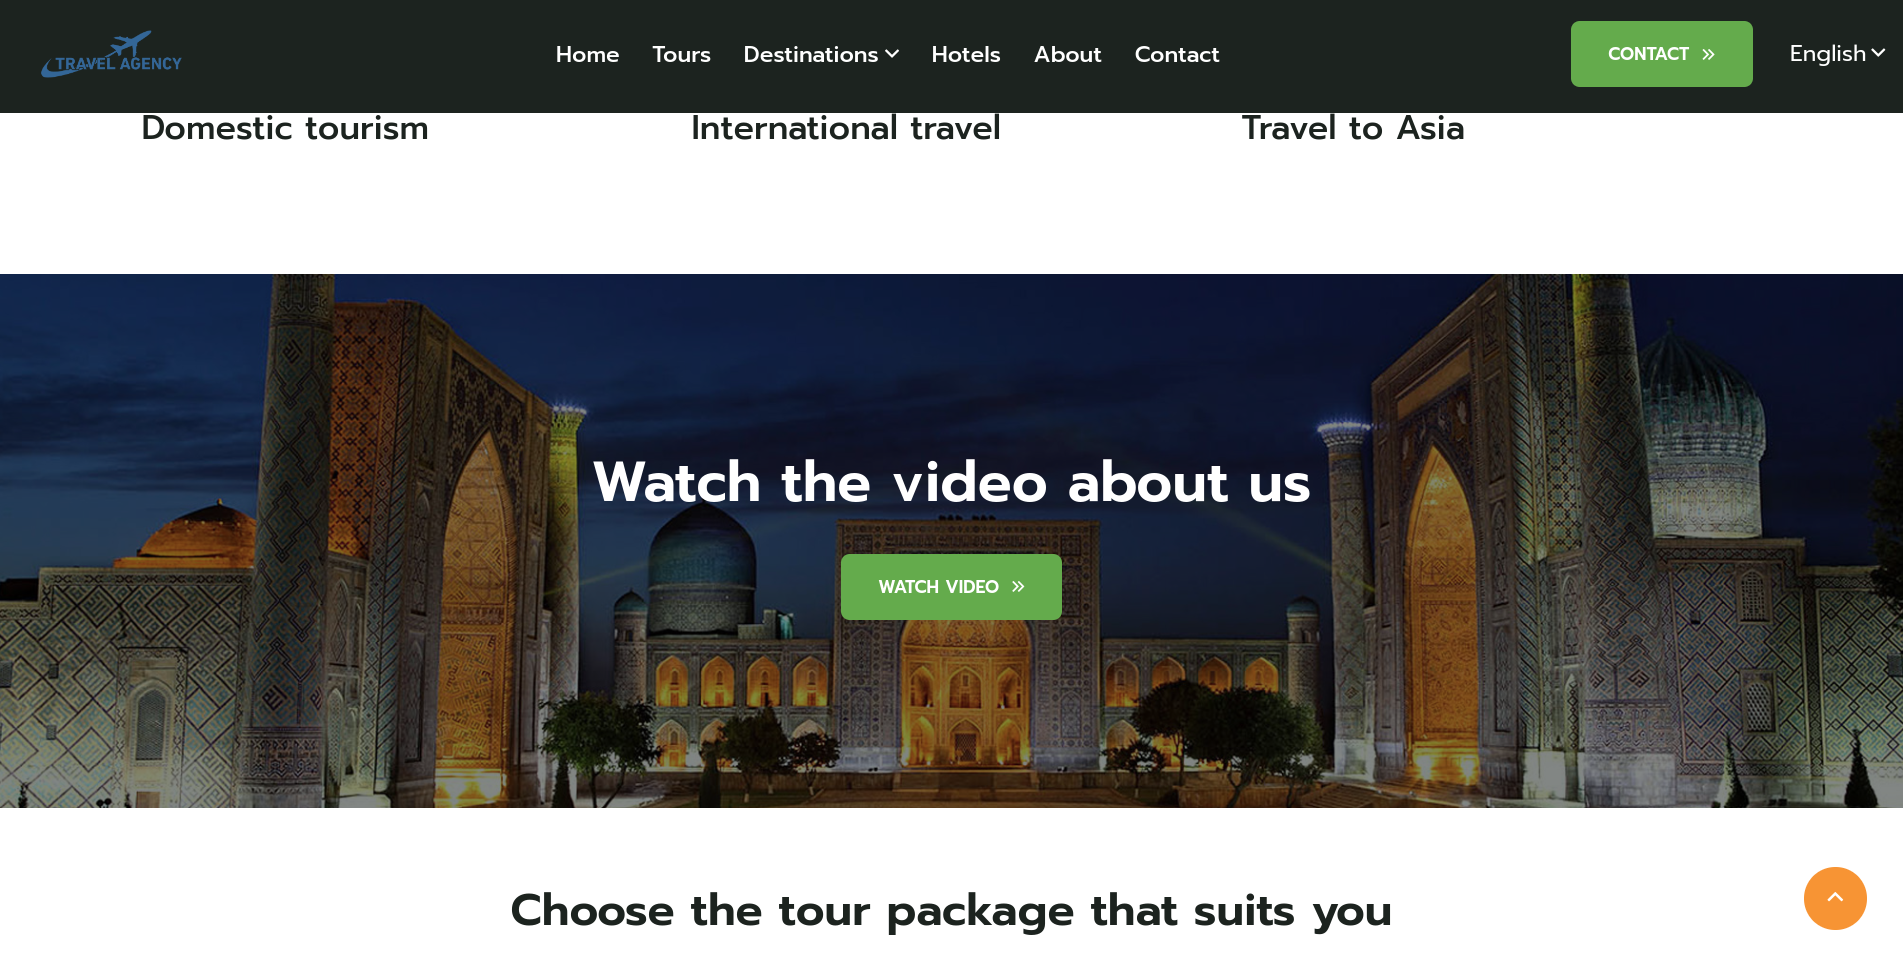 TRAVEL AGENCY
Home Tours Destinations Hotels About Contact
CONTACT
English
Domestic tourism
International travel
Travel to Asia
Watch the video about us
WATCH VIDEO
Choose the tour package that suits you